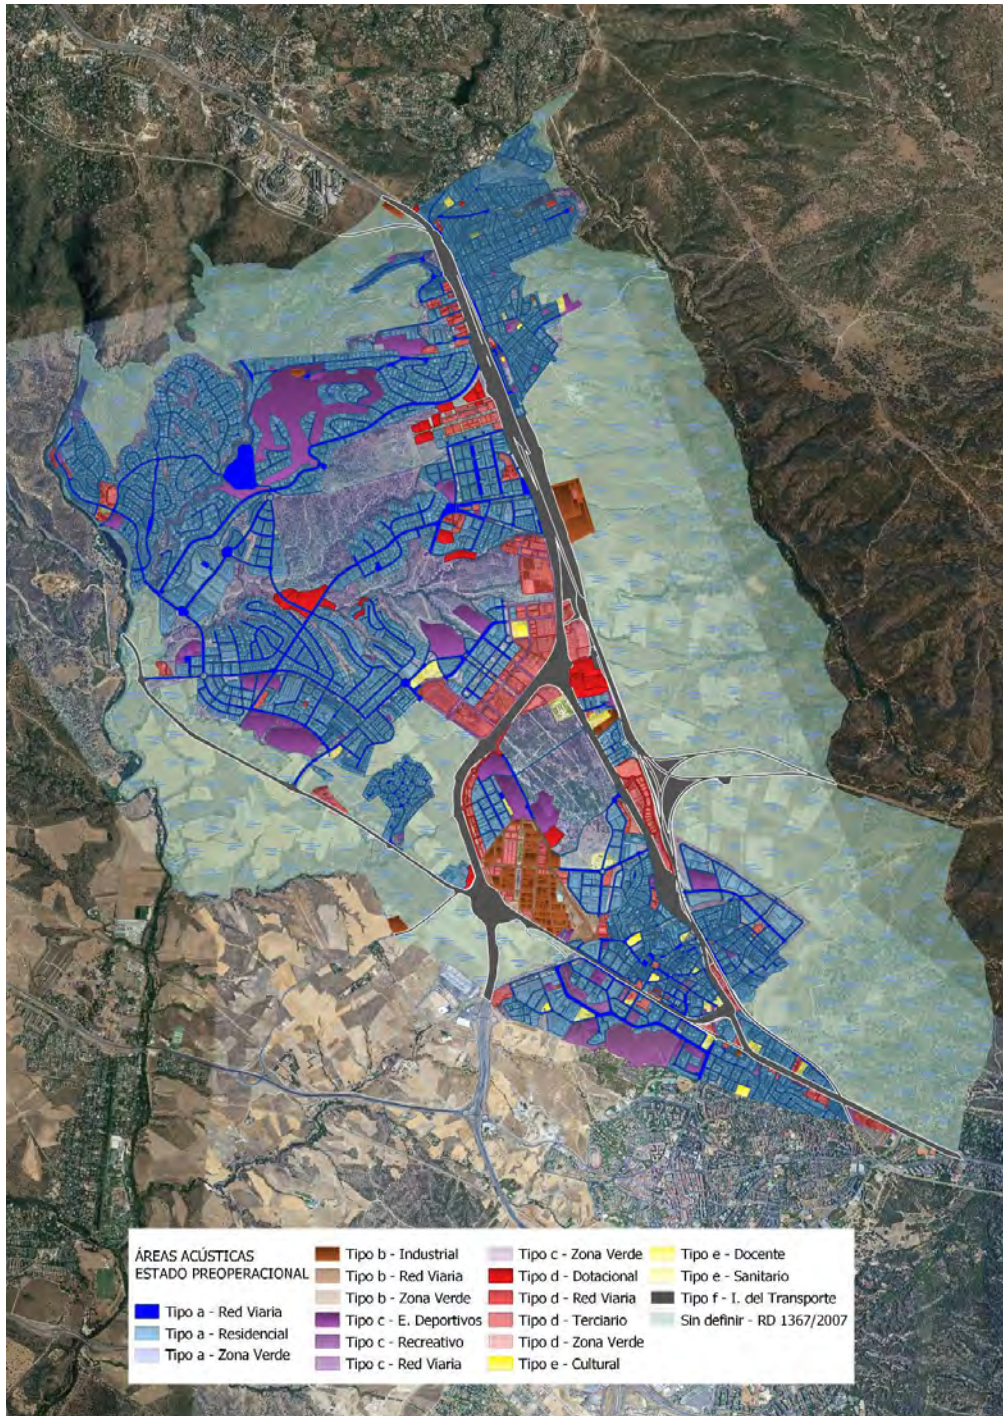 ÁREAS ACÚSTICAS
ESTADO PREOPERACIONAL
Tipo a - Red Viaria
Tipo a - Residencial
Tipo a - Zona Verde
Tipo b - Industrial
Tipo b - Red Viaria
Tipo b - Zona Verde
Tipo c - E. Deportivos
Tipo c - Recreativo
Tipo c - Red Viaria
Tipo c - Zona Verde
Tipo d - Dotacional
Tipo d - Red Viaria
Tipo d - Terciario
Tipo d - Zona Verde
Tipo e - Cultural
Tipo e - Docente
Tipo e - Sanitario
Tipo f - I. del Transporte
Sin definir - RD 1367/2007